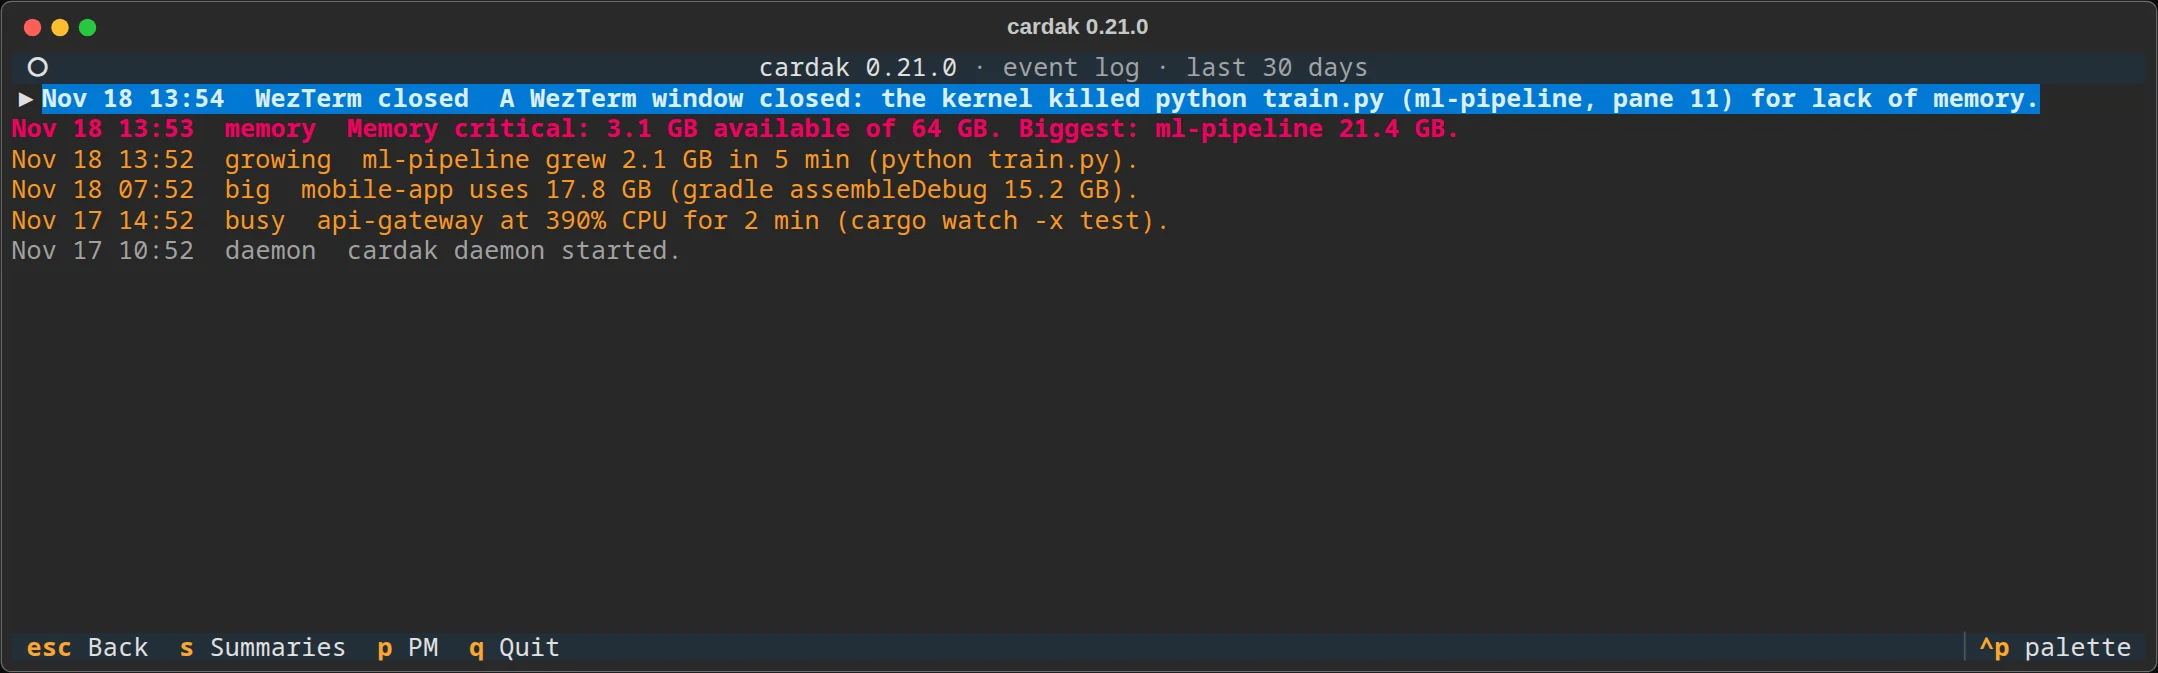 cardak 0.21.0
cardak 0.21.0 · event log · last 30 days
Nov 18 13:54  WezTerm closed  A WezTerm window closed: the kernel killed python train.py (ml-pipeline, pane 11) for lack of memory.
Nov 18 13:53  memory  Memory critical: 3.1 GB available of 64 GB. Biggest: ml-pipeline 21.4 GB.
Nov 18 13:52  growing  ml-pipeline grew 2.1 GB in 5 min (python train.py).
Nov 18 07:52  big  mobile-app uses 17.8 GB (gradle assembleDebug 15.2 GB).
Nov 17 14:52  busy  api-gateway at 390% CPU for 2 min (cargo watch -x test).
Nov 17 10:52  daemon  cardak daemon started.
esc Back  s Summaries  p PM  q Quit  ^p palette